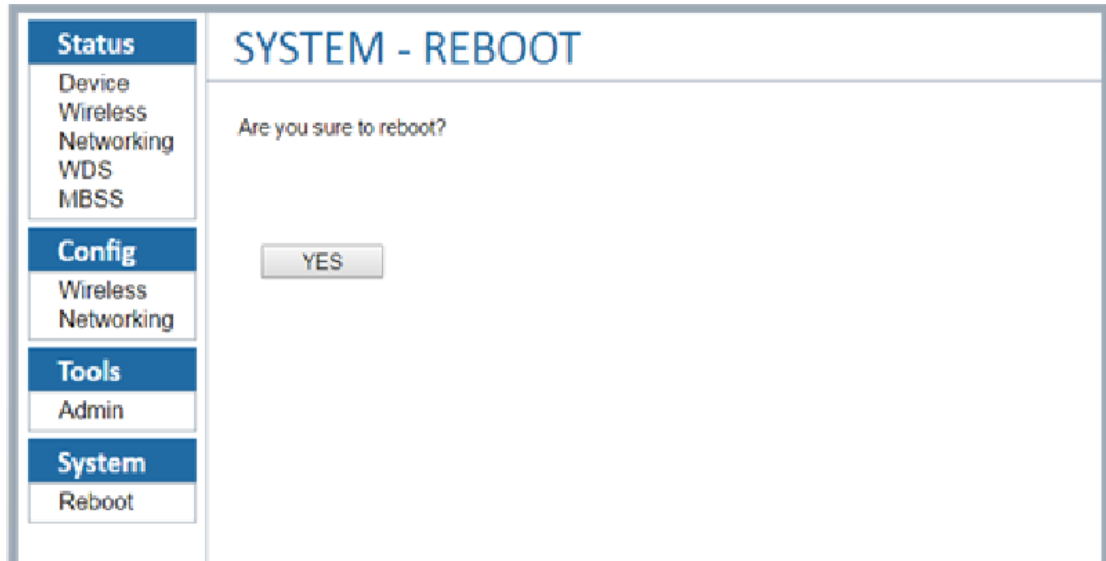 Status
Device
Wireless
Networking
WDS
MBSS
Config
Wireless
Networking
Tools
Admin
System
Reboot
SYSTEM - REBOOT
Are you sure to reboot?
YES